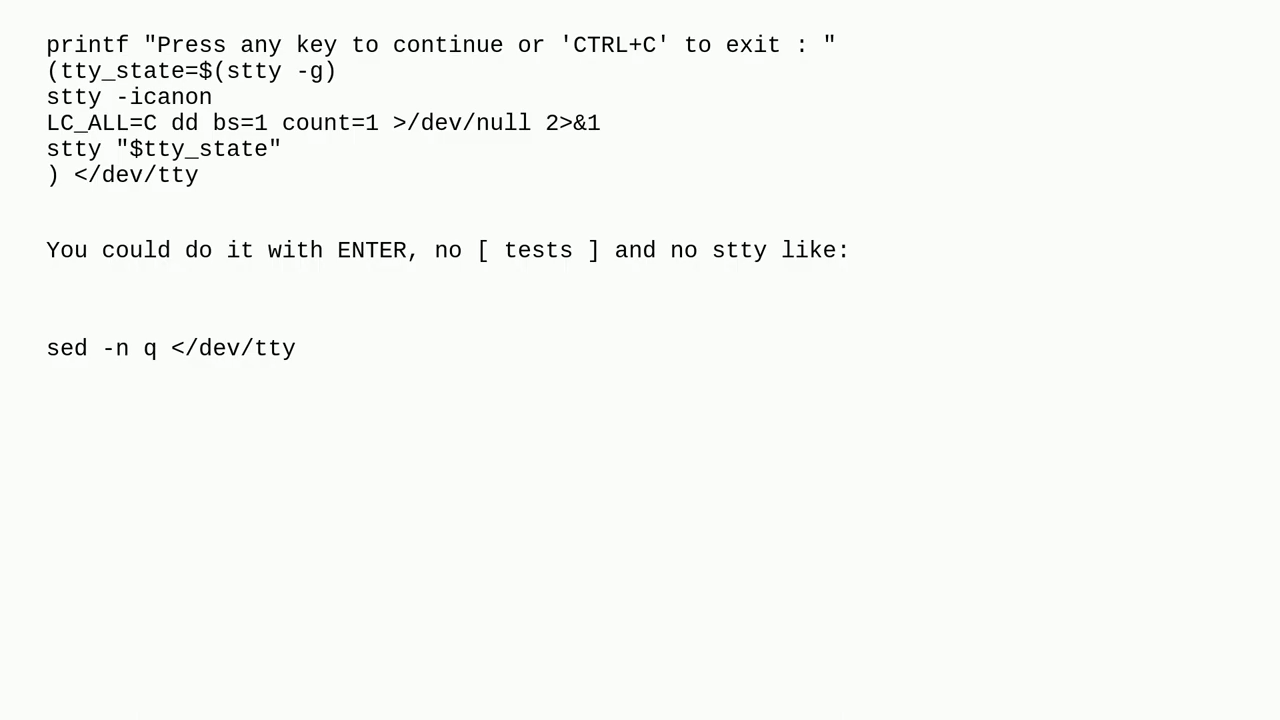 printf "Press any key to continue or 'CTRL+C' to exit : "
(tty_state=$(stty -g)
stty -icanon
LC_ALL=C dd bs=1 count=1 >/dev/null 2>&1
stty "$tty_state"
) </dev/tty
You could do it with ENTER, no [ tests ] and no stty like:
sed -n q </dev/tty